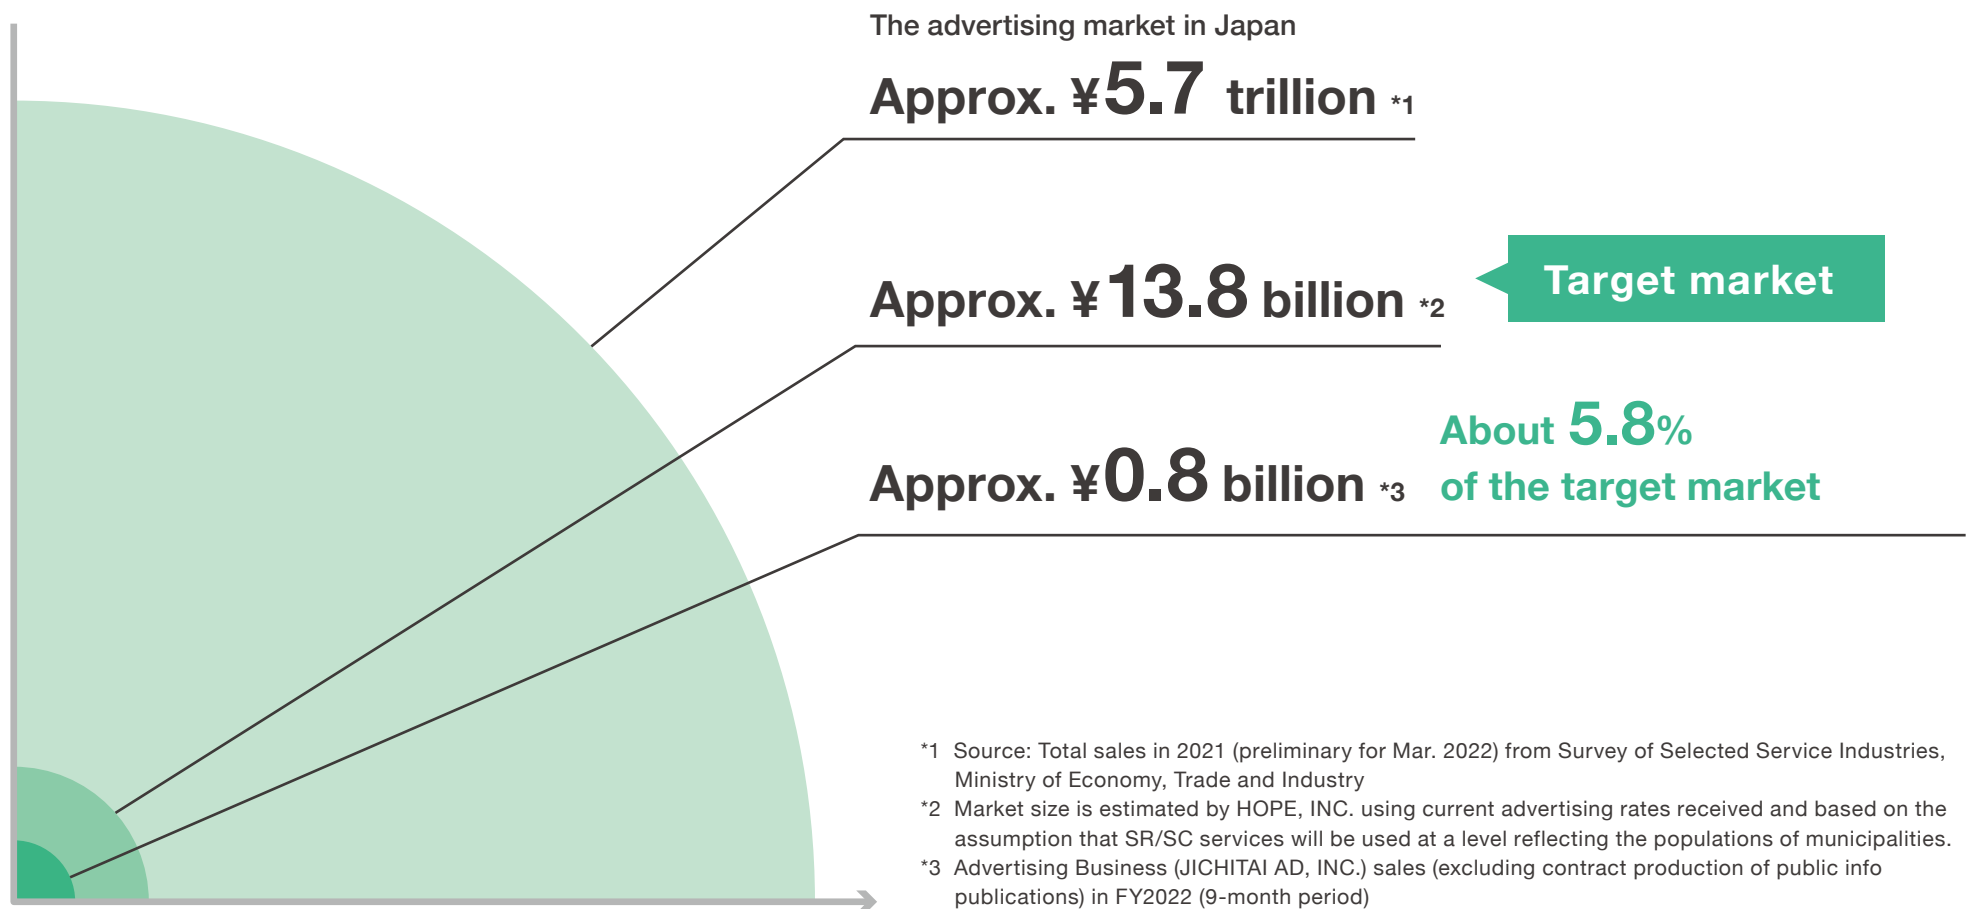 The advertising market in Japan
Approx. ¥5.7 trillion *1
Approx. ¥13.8 billion *2
Target market
Approx. ¥0.8 billion *3
About 5.8%
of the target market
*1 Source: Total sales in 2021 (preliminary for Mar. 2022) from Survey of Selected Service Industries,
Ministry of Economy, Trade and Industry
*2 Market size is estimated by HOPE, INC. using current advertising rates received and based on the
assumption that SR/SC services will be used at a level reflecting the populations of municipalities.
*3 Advertising Business (JICHITAI AD, INC.) sales (excluding contract production of public info
publications) in FY2022 (9-month period)